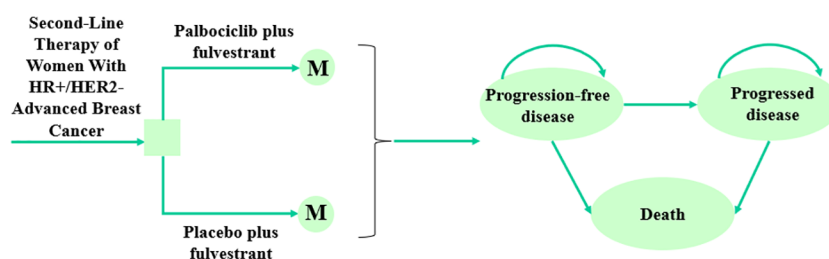 Second-Line
Therapy of
Women With
HR+/HER2-
Advanced Breast
Cancer
Palbociclib plus
fulvestrant
M
Placebo plus
fulvestrant
M
Progression-free
disease
Progressed
disease
Death